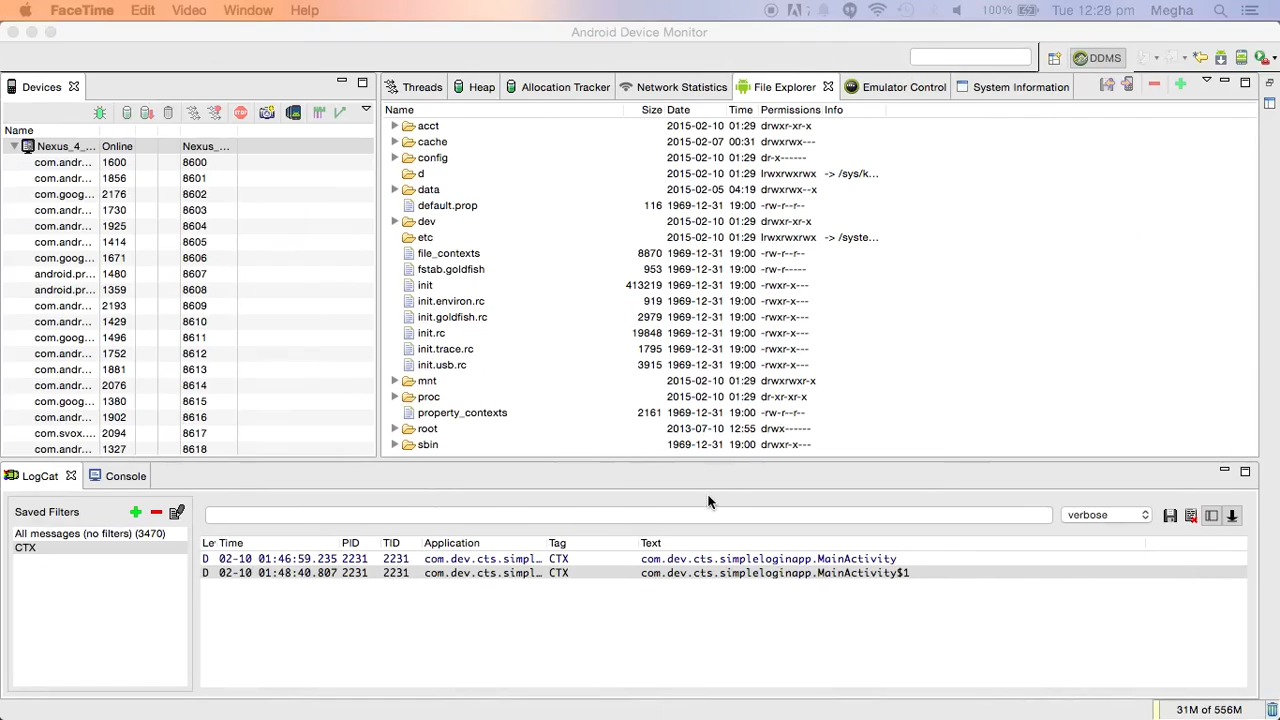 FaceTime Edit Video Window Help 100% Tue 12:28 pm Megha
Android Device Monitor
DDMS
Devices
Name
Nexus_4_... Online Nexus_...
com.andr... 1600 8600
com.andr... 1856 8601
com.goog... 2176 8602
com.andr... 1730 8603
com.andr... 1925 8604
com.andr... 1414 8605
com.goog... 1671 8606
android.pr... 1480 8607
android.pr... 1359 8608
com.andr... 2193 8609
com.andr... 1429 8610
com.goog... 1496 8611
com.andr... 1752 8612
com.andr... 1881 8613
com.andr... 2076 8614
com.goog... 1380 8615
com.andr... 1902 8616
com.svox.... 2094 8617
com.andr... 1327 8618
Threads Heap Allocation Tracker Network Statistics File Explorer Emulator Control System Information
Name Size Date Time Permissions Info
acct 2015-02-10 01:29 drwxr-xr-x
cache 2015-02-07 00:31 drwxrwx---
config 2015-02-10 01:29 dr-x------
d 2015-02-10 01:29 lrwxrwxrwx -> /sys/k...
data 2015-02-05 04:19 drwxrwx--x
default.prop 116 1969-12-31 19:00 -rw-r--r--
dev 2015-02-10 01:29 drwxr-xr-x
etc 2015-02-10 01:29 lrwxrwxrwx -> /syste...
file_contexts 8870 1969-12-31 19:00 -rw-r--r--
fstab.goldfish 953 1969-12-31 19:00 -rw-r-----
init 413219 1969-12-31 19:00 -rwxr-x---
init.environ.rc 919 1969-12-31 19:00 -rwxr-x---
init.goldfish.rc 2979 1969-12-31 19:00 -rwxr-x---
init.rc 19848 1969-12-31 19:00 -rwxr-x---
init.trace.rc 1795 1969-12-31 19:00 -rwxr-x---
init.usb.rc 3915 1969-12-31 19:00 -rwxr-x---
mnt 2015-02-10 01:29 drwxrwxr-x
proc 2015-02-10 01:29 dr-xr-xr-x
property_contexts 2161 1969-12-31 19:00 -rw-r--r--
root 2013-07-10 12:55 drwx------
sbin 1969-12-31 19:00 drwxr-x---
LogCat Console
Saved Filters
All messages (no filters) (3470)
CTX
verbose
Le Time PID TID Application Tag Text
D 02-10 01:46:59.235 2231 2231 com.dev.cts.simpl... CTX com.dev.cts.simpleloginapp.MainActivity
D 02-10 01:48:40.807 2231 2231 com.dev.cts.simpl... CTX com.dev.cts.simpleloginapp.MainActivity$1
31M of 556M